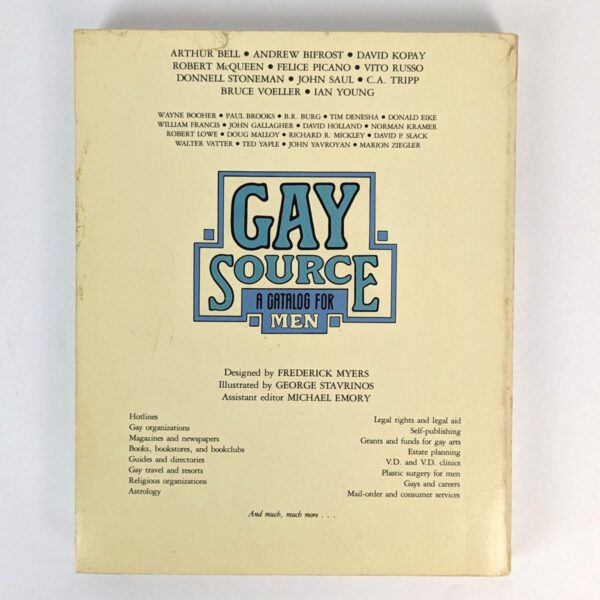 ARTHUR BELL • ANDREW BIFROST • DAVID KOPAY
ROBERT McQUEEN • FELICE PICANO • VITO RUSSO
DONNELL STONEMAN • JOHN SAUL • C.A. TRIPP
BRUCE VOELLER • IAN YOUNG
WAYNE BOOHER • PAUL BROOKS • B.R. BURG • TIM DENESHA • DONALD EIKE
WILLIAM FRANCIS • JOHN GALLAGHER • DAVID HOLLAND • NORMAN KRAMER
ROBERT LOWE • DOUG MALLOY • RICHARD R. MICKLEY • DAVID P. SLACK
WALTER VATTER • TED YAPLE • JOHN YAVROYAN • MARION ZIEGLER
GAY
SOURCE
A CATALOG FOR
MEN
Designed by FREDERICK MYERS
Illustrated by GEORGE STAVRINOS
Assistant editor MICHAEL EMORY
Hotlines
Gay organizations
Magazines and newspapers
Books, bookstores, and bookclubs
Guides and directories
Gay travel and resorts
Religious organizations
Astrology
Legal rights and legal aid
Self-publishing
Grants and funds for gay arts
Estate planning
V.D. and V.D. clinics
Plastic surgery for men
Gays and careers
Mail-order and consumer services
And much, much more . . .